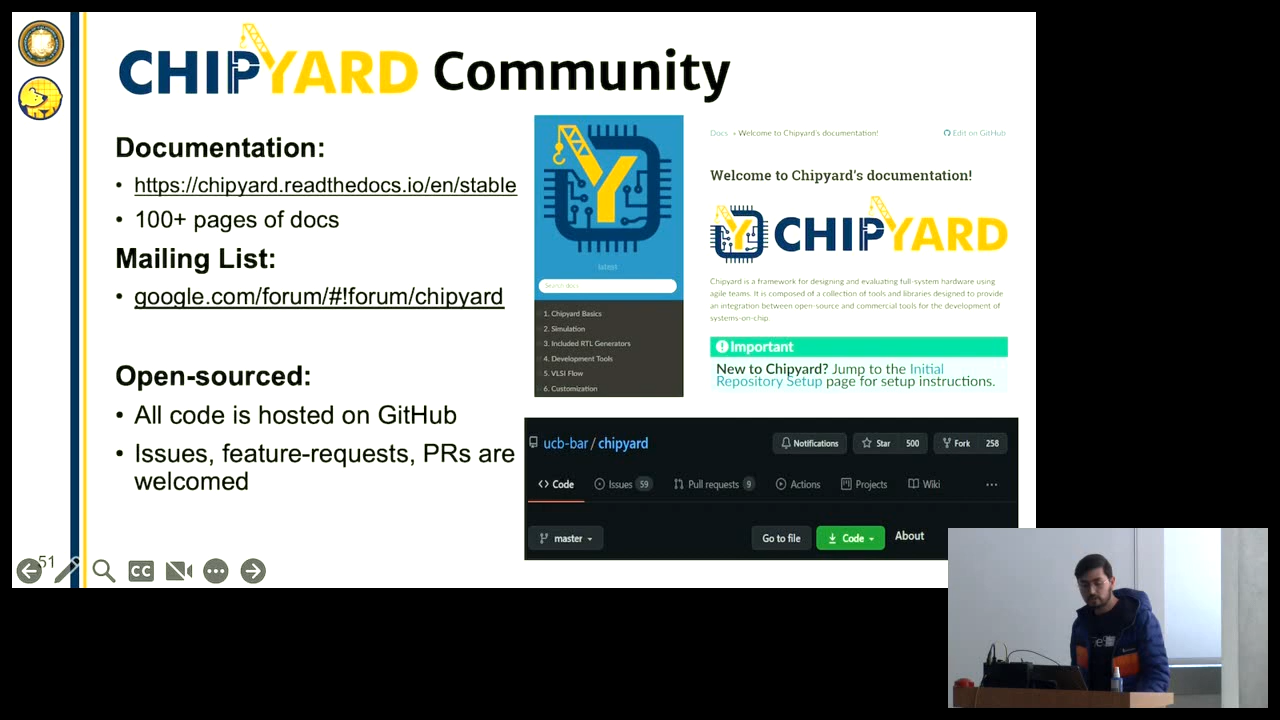 CHIPYARD Community
Documentation:
• https://chipyard.readthedocs.io/en/stable
• 100+ pages of docs
Mailing List:
• google.com/forum/#!forum/chipyard
Open-sourced:
• All code is hosted on GitHub
• Issues, feature-requests, PRs are
welcomed
51
CC
Y
latest
Search docs
1. Chipyard Basics
2. Simulation
3. Included RTL Generators
4. Development Tools
5. VLSI Flow
6. Customization
Docs » Welcome to Chipyard's documentation! Edit on GitHub
Welcome to Chipyard's documentation!
CHIPYARD
Chipyard is a framework for designing and evaluating full-system hardware using
agile teams. It is composed of a collection of tools and libraries designed to provide
an integration between open-source and commercial tools for the development of
systems-on-chip.
Important
New to Chipyard? Jump to the Initial
Repository Setup page for setup instructions.
ucb-bar / chipyard Notifications Star 500 Fork 258
Code Issues 59 Pull requests 9 Actions Projects Wiki
master Go to file Code About